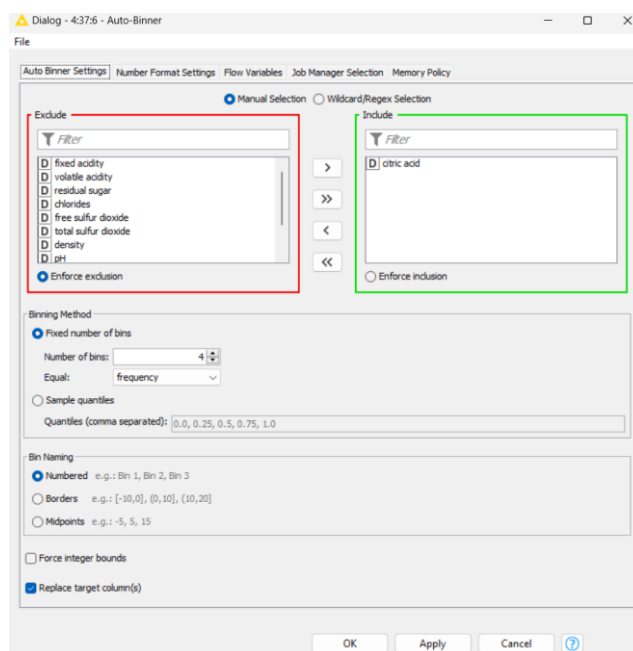 Dialog - 4:37:6 - Auto-Binner
File
Auto Binner Settings Number Format Settings Flow Variables Job Manager Selection Memory Policy
Manual Selection Wildcard/Regex Selection
Exclude
Filter
D fixed acidity
D volatile acidity
D residual sugar
D chlorides
D free sulfur dioxide
D total sulfur dioxide
D density
D pH
Enforce exclusion
>
>>
<
<<
Include
Filter
D citric acid
Enforce inclusion
Binning Method
Fixed number of bins
Number of bins: 4
Equal: frequency
Sample quantiles
Quantiles (comma separated): 0.0, 0.25, 0.5, 0.75, 1.0
Bin Naming
Numbered e.g.: Bin 1, Bin 2, Bin 3
Borders e.g.: [-10,0], (0,10], (10,20]
Midpoints e.g.: -5, 5, 15
Force integer bounds
Replace target column(s)
OK Apply Cancel ?